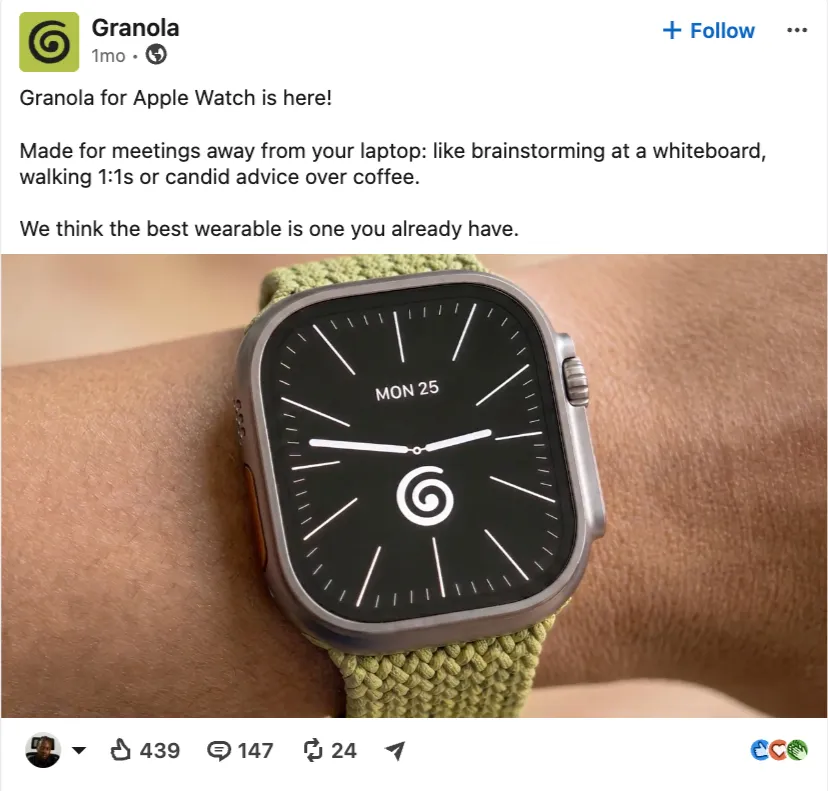 Granola
1mo •
+ Follow
Granola for Apple Watch is here!
Made for meetings away from your laptop: like brainstorming at a whiteboard,
walking 1:1s or candid advice over coffee.
We think the best wearable is one you already have.
MON 25
439
147
24